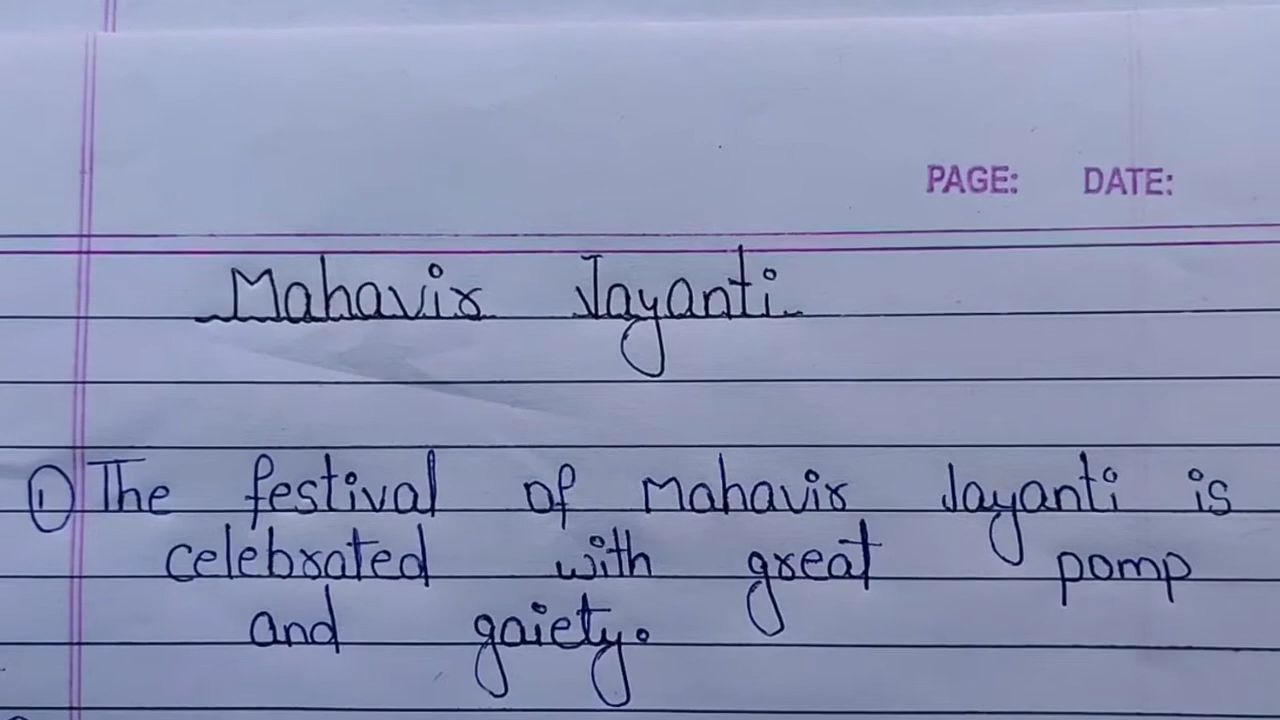 PAGE: DATE:
Mahavir Jayanti
① The festival of Mahavir Jayanti is
celebrated with great pomp
and gaiety.